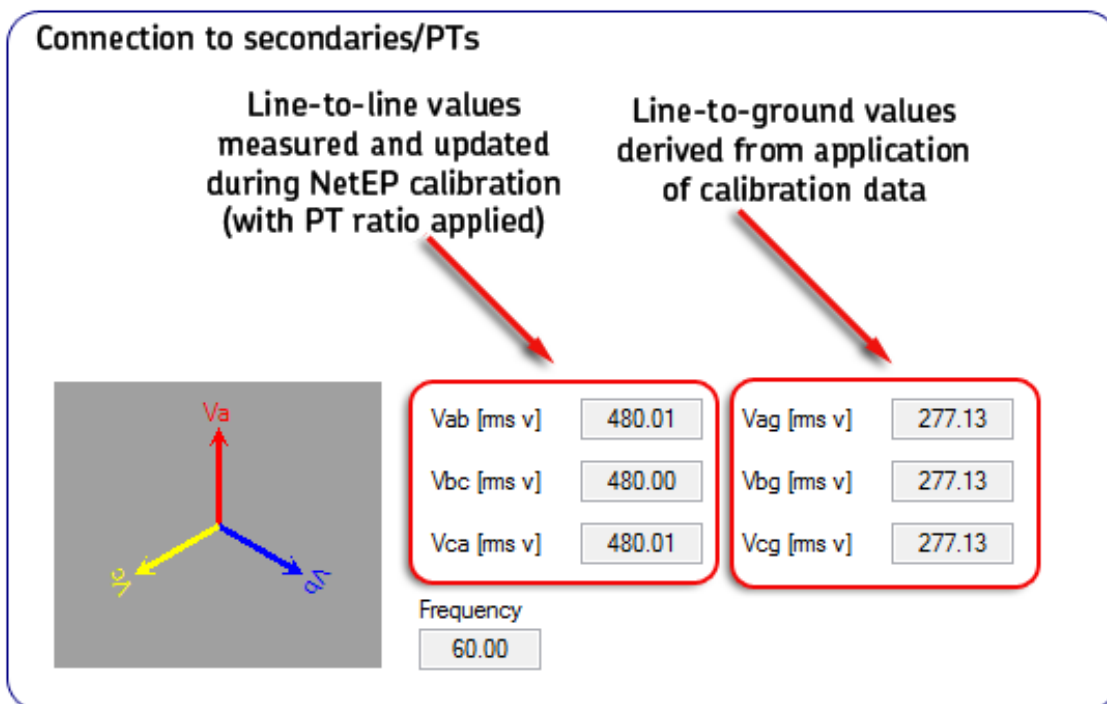 Connection to secondaries/PTs
Line-to-line values
measured and updated
during NetEP calibration
(with PT ratio applied)
Line-to-ground values
derived from application
of calibration data
Va
Vb
Vc
Vab [rms v] 480.01
Vbc [rms v] 480.00
Vca [rms v] 480.01
Vag [rms v] 277.13
Vbg [rms v] 277.13
Vcg [rms v] 277.13
Frequency
60.00